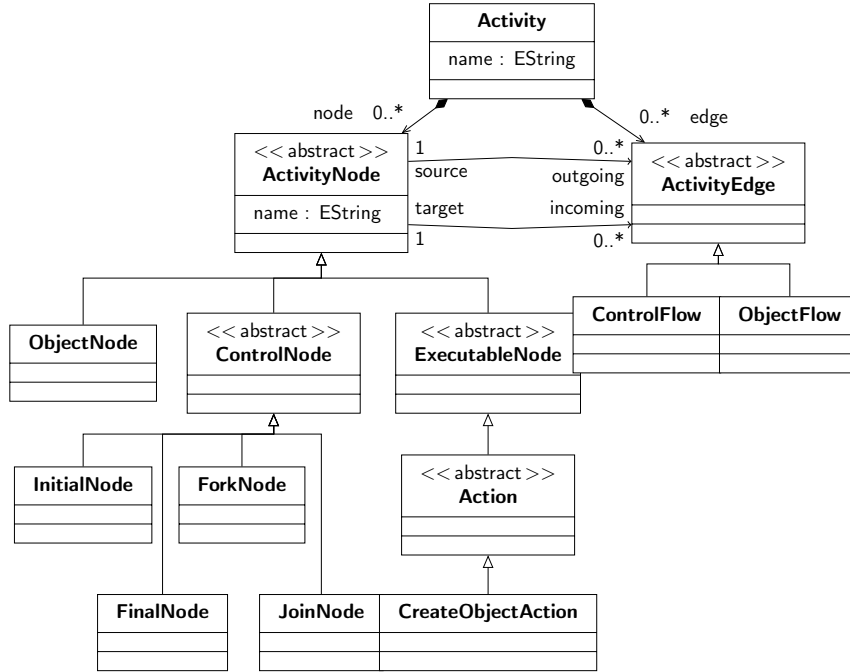 Activity
name : EString
node 0..*
0..* edge
<< abstract >>
ActivityNode
name : EString
1
source
0..*
outgoing
target
1
incoming
0..*
<< abstract >>
ActivityEdge
ObjectNode
<< abstract >>
ControlNode
<< abstract >>
ExecutableNode
ControlFlow
ObjectFlow
InitialNode
ForkNode
<< abstract >>
Action
FinalNode
JoinNode
CreateObjectAction